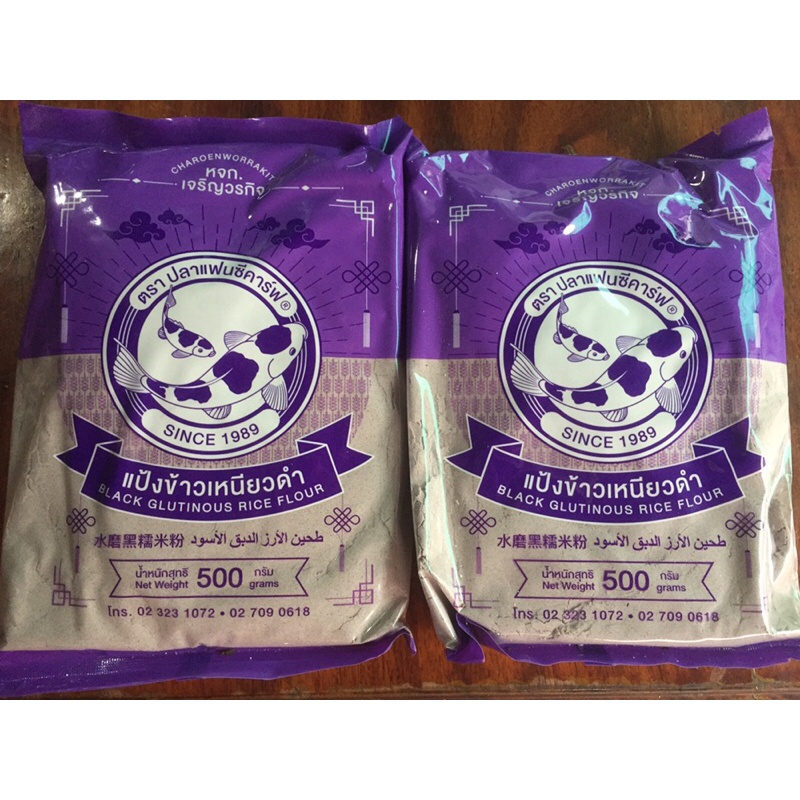 CHAROENWORRAKIT
หจก.
เจริญวรกิจ
ตรา ปลาแฟนซีคาร์ฟ ®
SINCE 1989
แป้งข้าวเหนียวดำ
BLACK GLUTINOUS RICE FLOUR
水磨黑糯米粉 طحين الأرز الدبق الأسود
น้ำหนักสุทธิ 500 กรัม
Net Weight grams
โทร. 02 323 1072 • 02 709 0618
CHAROENWORRAKIT
หจก.
เจริญวรกิจ
ตรา ปลาแฟนซีคาร์ฟ ®
SINCE 1989
แป้งข้าวเหนียวดำ
BLACK GLUTINOUS RICE FLOUR
水磨黑糯米粉 طحين الأرز الدبق الأسود
น้ำหนักสุทธิ 500 กรัม
Net Weight grams
โทร. 02 323 1072 • 02 709 0618